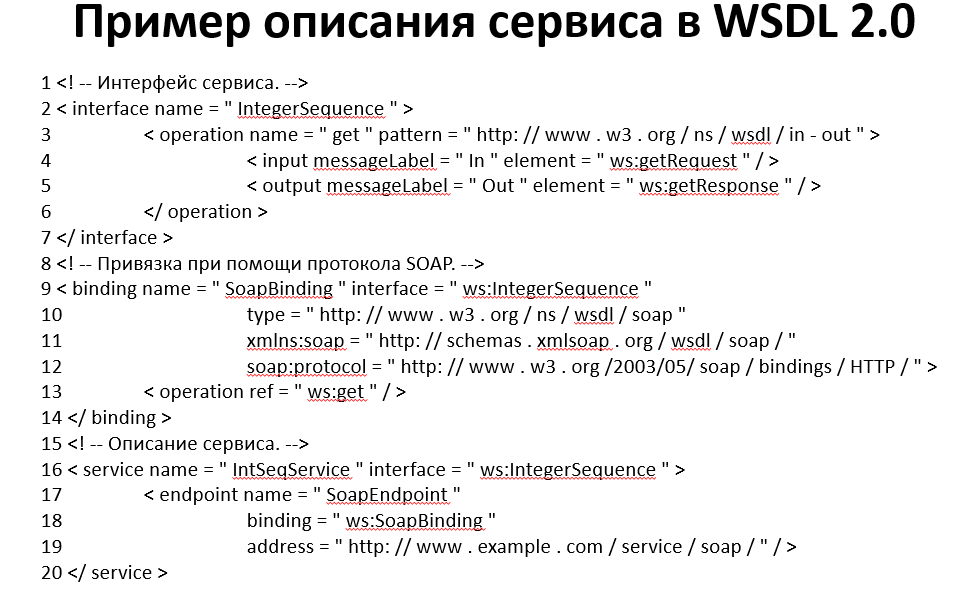 Пример описания сервиса в WSDL 2.0
1 <! -- Интерфейс сервиса. -->
2 < interface name = " IntegerSequence " >
3 < operation name = " get " pattern = " http: // www . w3 . org / ns / wsdl / in - out " >
4 < input messageLabel = " In " element = " ws:getRequest " / >
5 < output messageLabel = " Out " element = " ws:getResponse " / >
6 </ operation >
7 </ interface >
8 <! -- Привязка при помощи протокола SOAP. -->
9 < binding name = " SoapBinding " interface = " ws:IntegerSequence "
10 type = " http: // www . w3 . org / ns / wsdl / soap "
11 xmlns:soap = " http: // schemas . xmlsoap . org / wsdl / soap / "
12 soap:protocol = " http: // www . w3 . org /2003/05/ soap / bindings / HTTP / " >
13 < operation ref = " ws:get " / >
14 </ binding >
15 <! -- Описание сервиса. -->
16 < service name = " IntSeqService " interface = " ws:IntegerSequence " >
17 < endpoint name = " SoapEndpoint "
18 binding = " ws:SoapBinding "
19 address = " http: // www . example . com / service / soap / " / >
20 </ service >